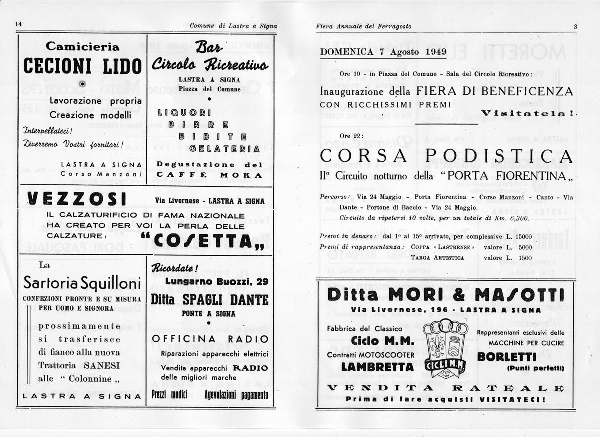 14
Comune di Lastra a Signa
Camicieria
CECIONI LIDO
Lavorazione propria
Creazione modelli
Interpellateci!
Diverremo Vostri fornitori!
LASTRA A SIGNA
Corso Manzoni
Bar
Circolo Ricreativo
LASTRA A SIGNA
Piazza del Comune
LIQUORI
BIRRE
BIBITE
GELATERIA
Degustazione del
CAFFÈ MOKA
VEZZOSI Via Livornese - LASTRA A SIGNA
IL CALZATURIFICIO DI FAMA NAZIONALE
HA CREATO PER VOI LA PERLA DELLE
CALZATURE: "COSETTA„
La
Sartoria Squilloni
CONFEZIONI PRONTE E SU MISURA
PER UOMO E SIGNORA
prossimamente
si trasferisce
di fianco alla nuova
Trattoria SANESI
alle "Colonnine„
LASTRA A SIGNA
Ricordate!
Lungarno Buozzi, 29
Ditta SPAGLI DANTE
PONTE A SIGNA
OFFICINA RADIO
Riparazioni apparecchi elettrici
Vendite apparecchi RADIO
delle migliori marche
Prezzi modici Agevolazioni pagamento
Fiera Annuale del Ferragosto
3
DOMENICA 7 Agosto 1949
Ore 19 - in Piazza del Comune - Sala del Circolo Ricreativo:
Inaugurazione della FIERA DI BENEFICENZA
CON RICCHISSIMI PREMI Visitatela!
Ore 22:
CORSA PODISTICA
IIº Circuito notturno della "PORTA FIORENTINA„
Percorso: Via 24 Maggio - Porta Fiorentina - Corso Manzoni - Canto - Via
Dante - Portone di Baccio - Via 24 Maggio.
Circuito da ripetersi 10 volte, per un totale di Km. 6,200.
Premi in denaro: dal 1º al 15º arrivato, per complessive L. 15000
Premi di rappresentanza: COPPA «LASTRENSE» valore L. 5000
TARGA ARTISTICA valore L. 1500
Ditta MORI & MASOTTI
Via Livornese, 196 - LASTRA A SIGNA
Fabbrica del Classico
Ciclo M.M.
Contratti MOTOSCOOTER
LAMBRETTA
CICLI M.M.
Rappresentanti esclusivi delle
MACCHINE PER CUCIRE
BORLETTI
(Punti perfetti)
VENDITA RATEALE
Prima di fare acquisti VISITATECI!